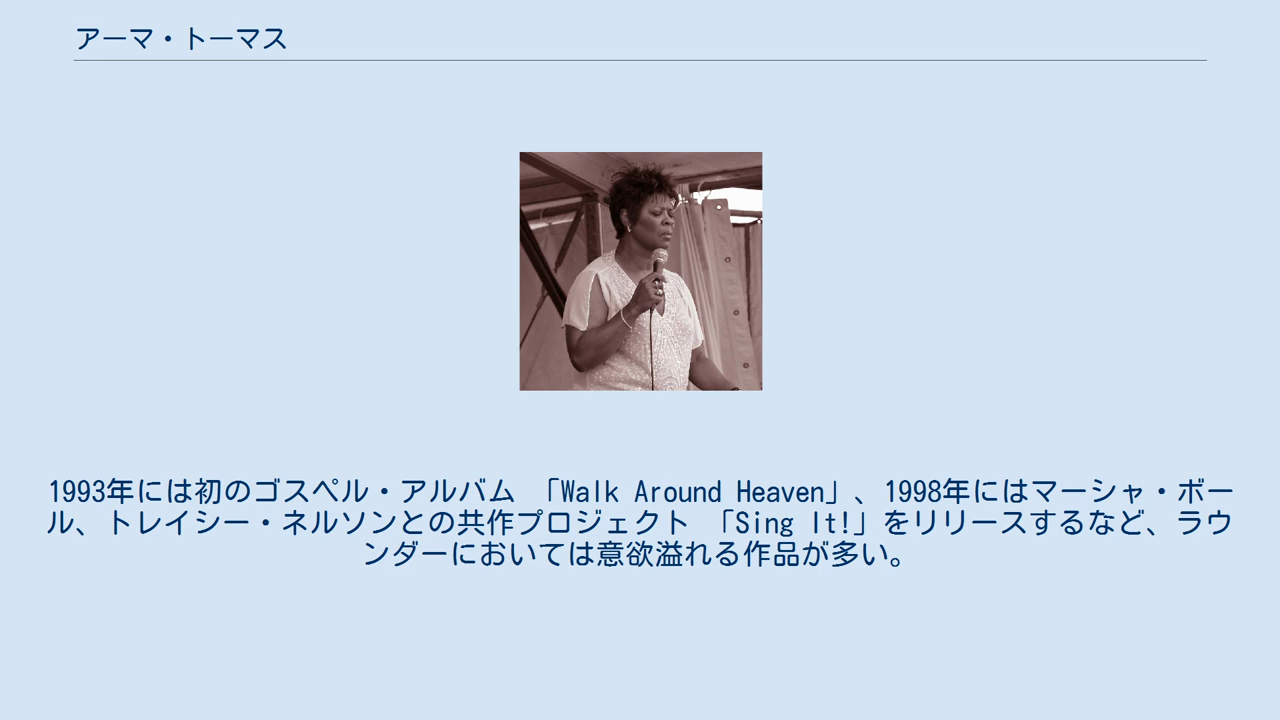 アーマ・トーマス
1993年には初のゴスペル・アルバム 「Walk Around Heaven」、1998年にはマーシャ・ボー
ル、トレイシー・ネルソンとの共作プロジェクト 「Sing It!」をリリースするなど、ラウ
ンダーにおいては意欲溢れる作品が多い。